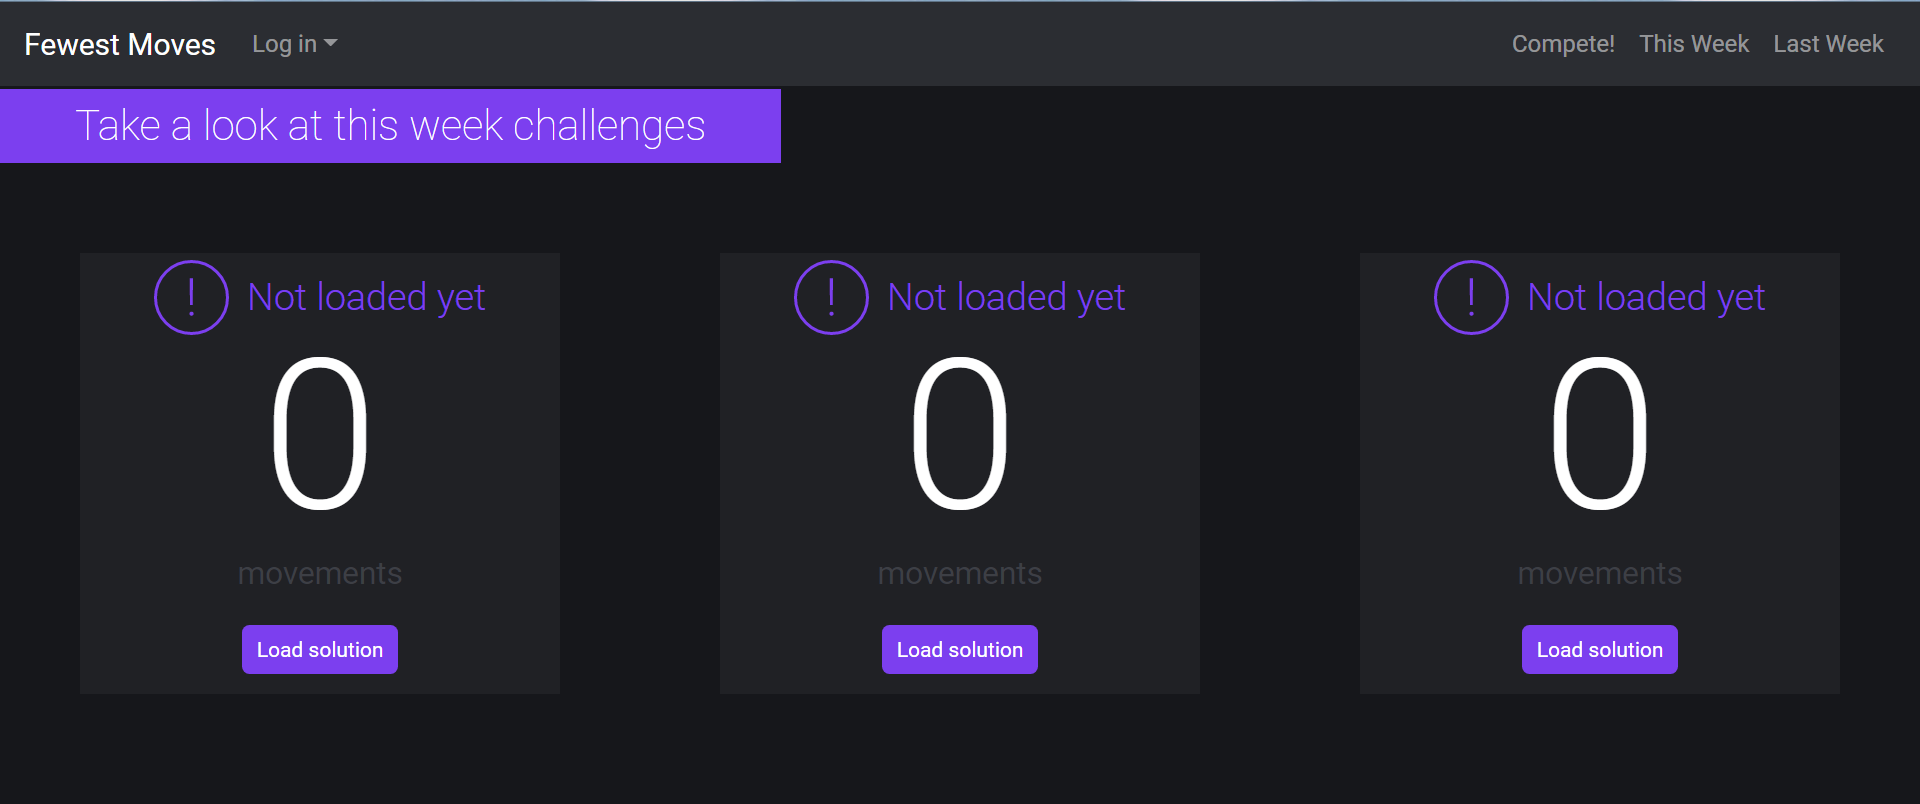 Fewest Moves Log in Compete! This Week Last Week
Take a look at this week challenges
! Not loaded yet
0
movements
Load solution
! Not loaded yet
0
movements
Load solution
! Not loaded yet
0
movements
Load solution